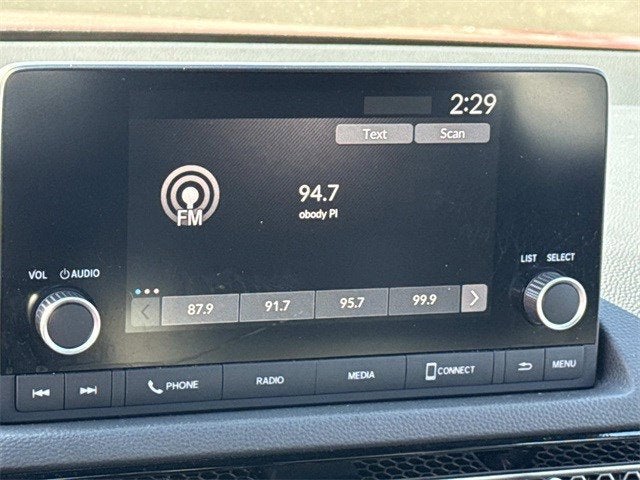 2:29
Text Scan
94.7
FM
obody Pl
VOL AUDIO
LIST SELECT
87.9 91.7 95.7 99.9
PHONE RADIO MEDIA CONNECT MENU